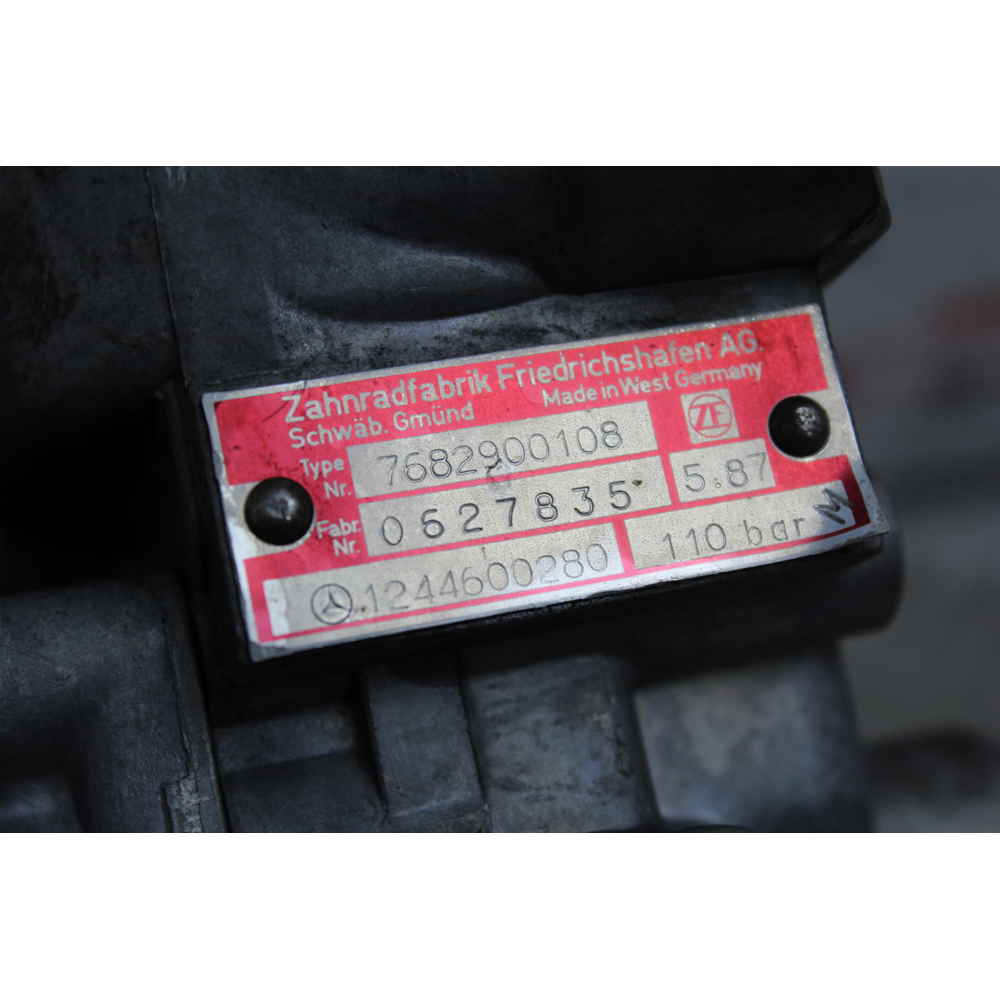 Zahnradfabrik Friedrichshafen AG.
Schwäb. Gmünd Made in West Germany
Type Nr. 7682900108 ZF
Fabr. Nr. 0627835 5.87
1244600280 110 bar M